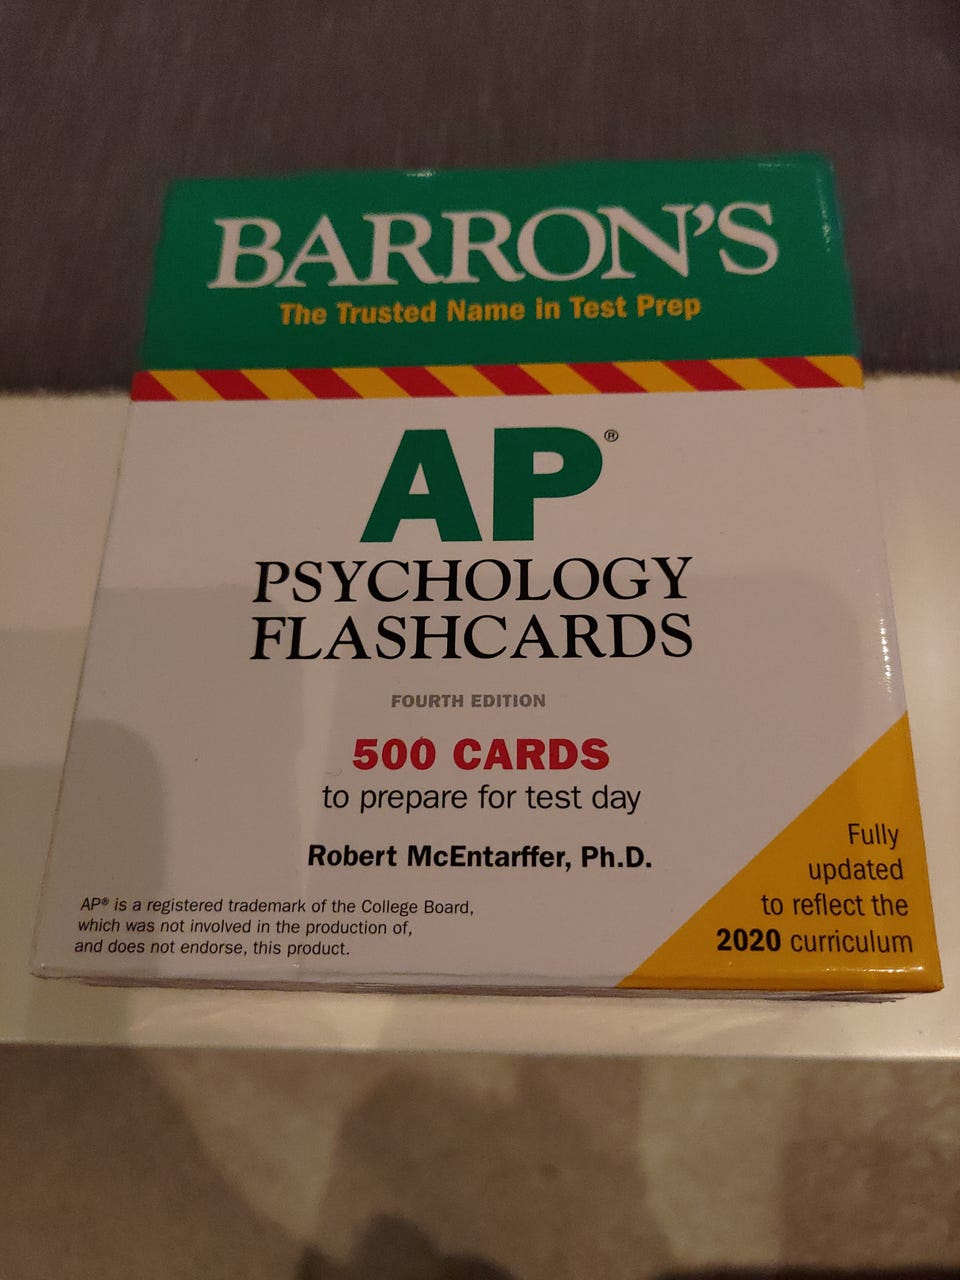 BARRON'S
The Trusted Name in Test Prep
AP®
PSYCHOLOGY
FLASHCARDS
FOURTH EDITION
500 CARDS
to prepare for test day
Robert McEntarffer, Ph.D.
AP® is a registered trademark of the College Board,
which was not involved in the production of,
and does not endorse, this product.
Fully
updated
to reflect the
2020 curriculum